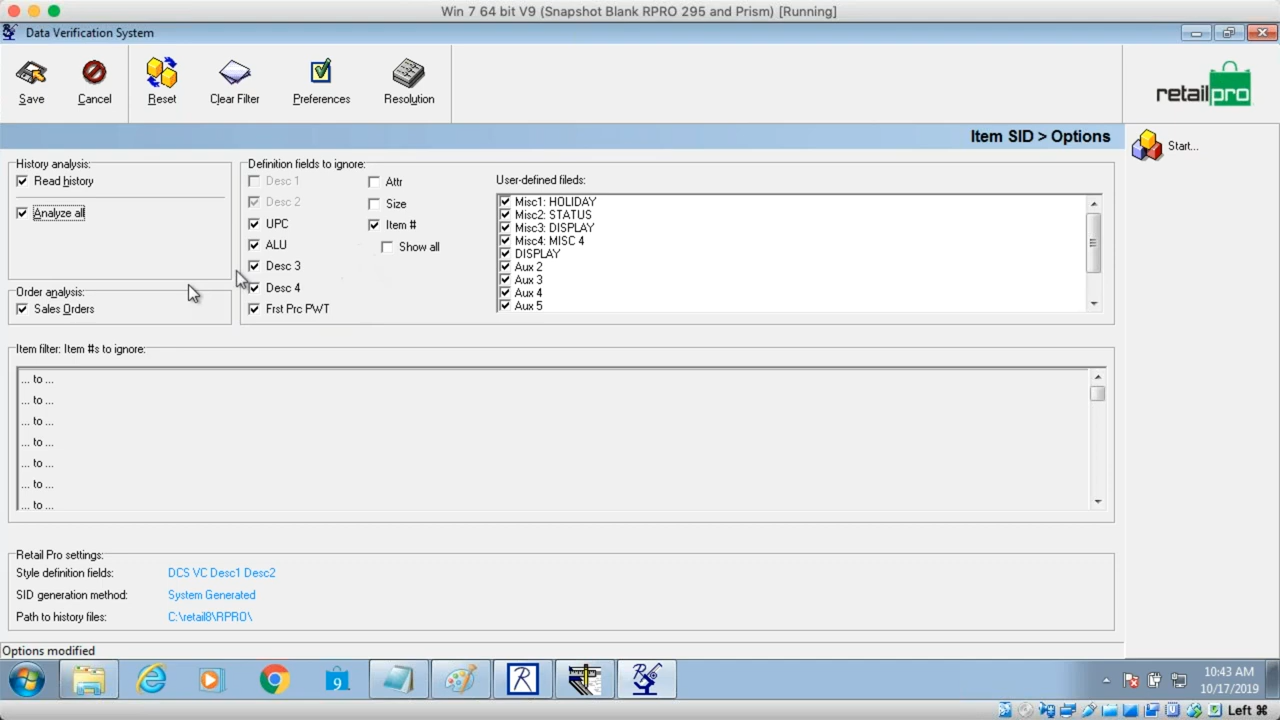 Win 7 64 bit V9 (Snapshot Blank RPRO 295 and Prism) [Running]
Data Verification System
Save
Cancel
Reset
Clear Filter
Preferences
Resolution
retailpro
Item SID > Options
Start...
History analysis:
Read history
Analyze all
Order analysis:
Sales Orders
Definition fields to ignore:
Desc 1
Desc 2
UPC
ALU
Desc 3
Desc 4
Frst Prc PWT
Attr
Size
Item #
Show all
User-defined fileds:
Misc1: HOLIDAY
Misc2: STATUS
Misc3: DISPLAY
Misc4: MISC 4
DISPLAY
Aux 2
Aux 3
Aux 4
Aux 5
Item filter: Item #s to ignore:
... to ...
... to ...
... to ...
... to ...
... to ...
... to ...
... to ...
Retail Pro settings:
Style definition fields: DCS VC Desc1 Desc2
SID generation method: System Generated
Path to history files: C:\retail8\RPRO\
Options modified
9
R
10:43 AM
10/17/2019
Left ⌘